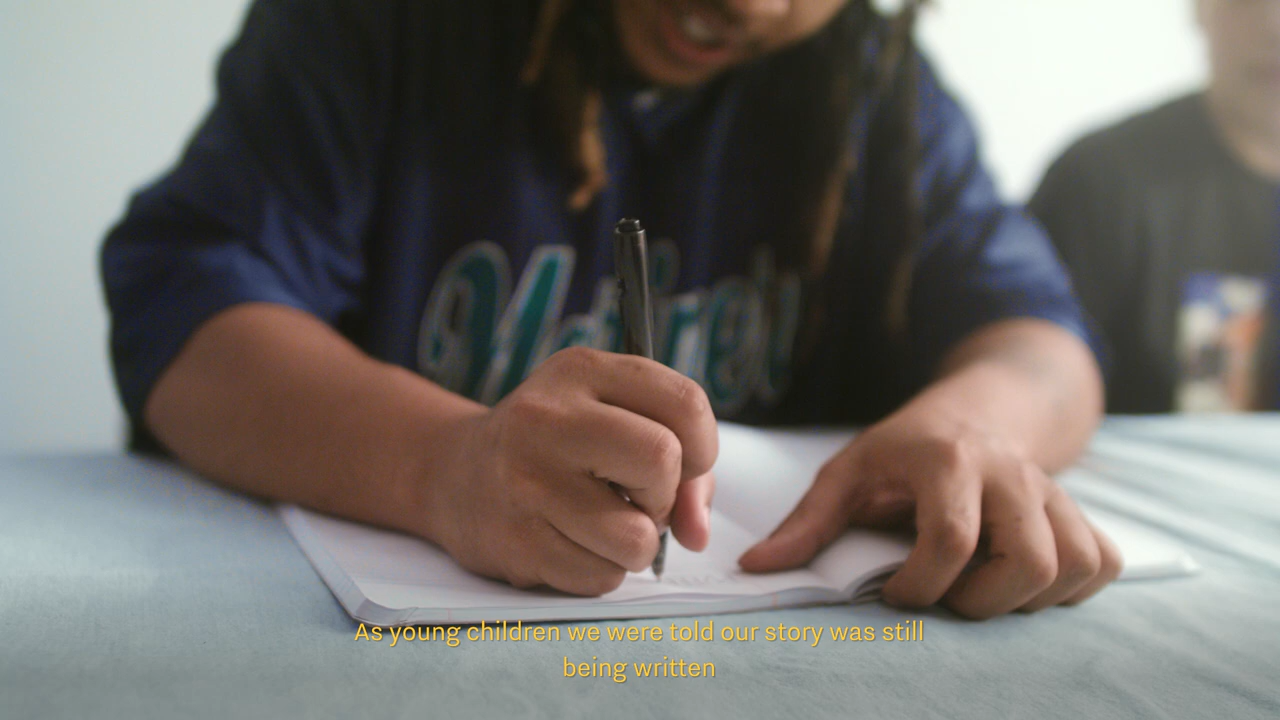 As young children we were told our story was still
being written